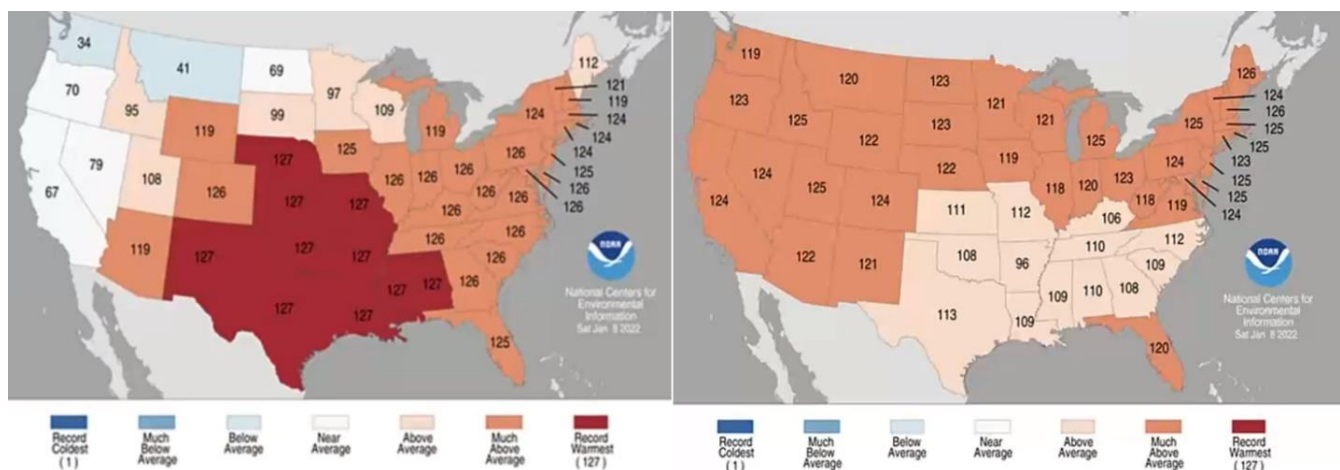 34
41
69
70
95
97
112
99
109
119
124
121
119
124
124
125
126
126
119
79
67
108
126
127
125
126
126
126
126
126
126
127
127
126
119
127
127
127
126
126
126
126
127
127
127
127
125
NOAA
National Centers for
Environmental
Information
Sat Jan 8 2022
Record
Coldest
(1)
Much
Below
Average
Below
Average
Near
Average
Above
Average
Much
Above
Average
Record
Warmest
(127)
119
120
123
121
126
123
125
123
121
125
125
124
126
125
123
125
125
124
122
124
124
125
124
122
119
118
120
123
124
118
119
111
112
106
122
121
108
96
110
112
109
113
109
109
110
108
120
NOAA
National Centers for
Environmental
Information
Sat Jan 8 2022
Record
Coldest
(1)
Much
Below
Average
Below
Average
Near
Average
Above
Average
Much
Above
Average
Record
Warmest
(127)